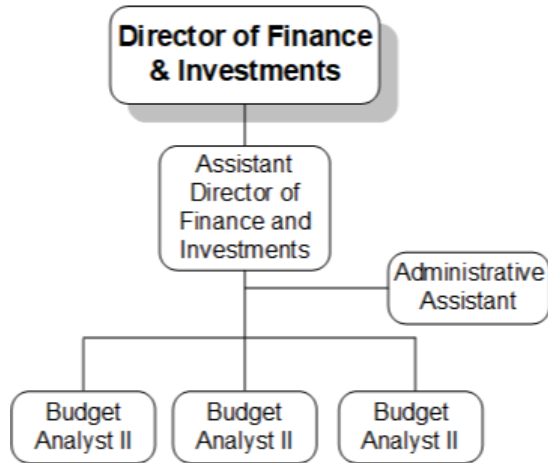 Director of Finance
& Investments
Assistant
Director of
Finance and
Investments
Administrative
Assistant
Budget
Analyst II
Budget
Analyst II
Budget
Analyst II